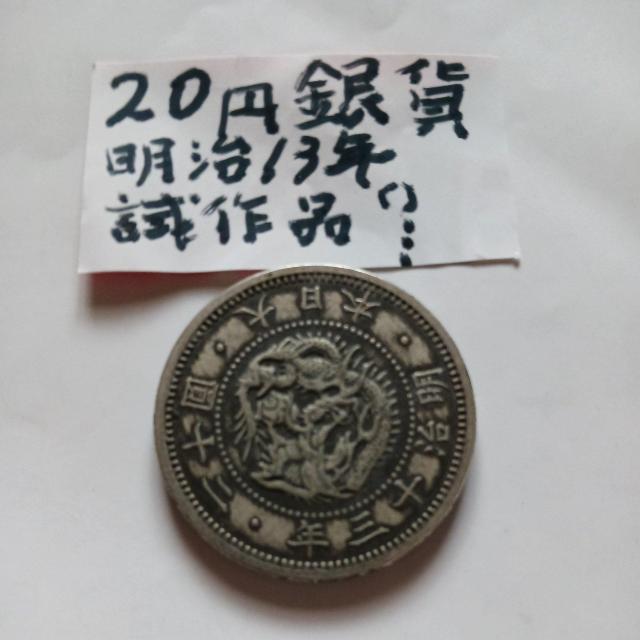 20円銀貨
明治13年
試作品?…
大日本・明治十三年・二十圓・